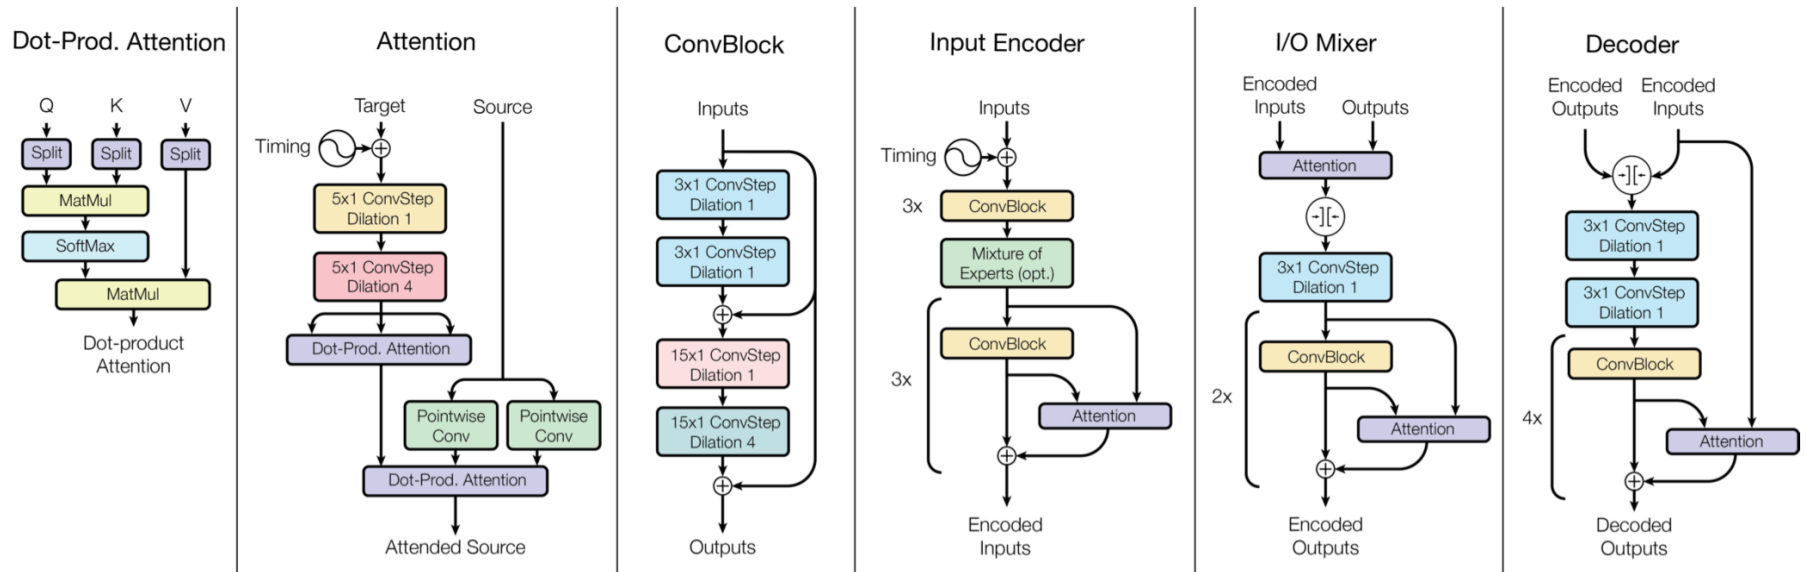 Dot-Prod. Attention
Q
K
V
Split
Split
Split
MatMul
SoftMax
MatMul
Dot-product
Attention
Attention
Target
Source
Timing
5x1 ConvStep
Dilation 1
5x1 ConvStep
Dilation 4
Dot-Prod. Attention
Pointwise
Conv
Pointwise
Conv
Dot-Prod. Attention
Attended Source
ConvBlock
Inputs
3x1 ConvStep
Dilation 1
3x1 ConvStep
Dilation 1
15x1 ConvStep
Dilation 1
15x1 ConvStep
Dilation 4
Outputs
Input Encoder
Inputs
Timing
3x
ConvBlock
Mixture of
Experts (opt.)
ConvBlock
3x
Attention
Encoded
Inputs
I/O Mixer
Encoded
Inputs
Outputs
Attention
3x1 ConvStep
Dilation 1
ConvBlock
2x
Attention
Encoded
Outputs
Decoder
Encoded
Outputs
Encoded
Inputs
3x1 ConvStep
Dilation 1
3x1 ConvStep
Dilation 1
ConvBlock
4x
Attention
Decoded
Outputs